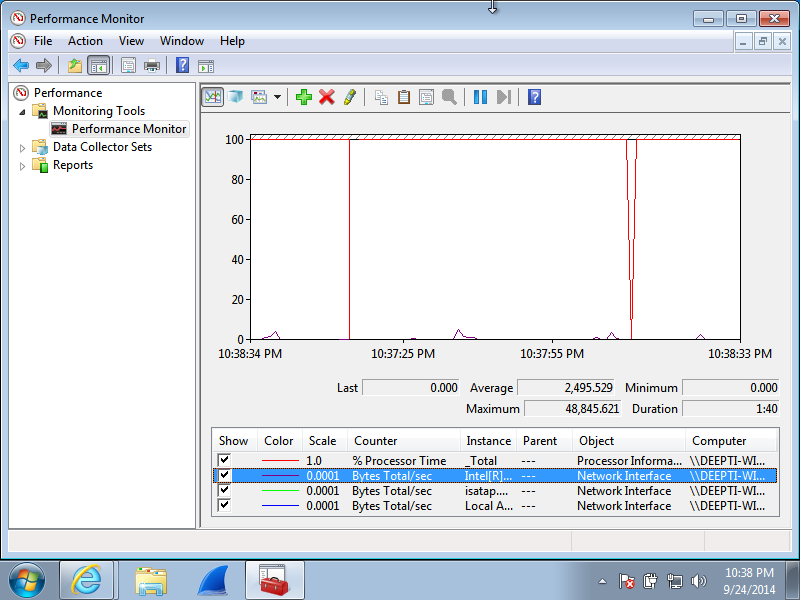 Performance Monitor
File Action View Window Help
Performance
Monitoring Tools
Performance Monitor
Data Collector Sets
Reports
100
80
60
40
20
0
10:38:34 PM 10:37:25 PM 10:37:55 PM 10:38:33 PM
Last 0.000 Average 2,495.529 Minimum 0.000
Maximum 48,845.621 Duration 1:40
Show Color Scale Counter Instance Parent Object Computer
1.0 % Processor Time _Total --- Processor Informa... \\DEEPTI-WI...
0.0001 Bytes Total/sec Intel[R]... --- Network Interface \\DEEPTI-WI...
0.0001 Bytes Total/sec isatap.... --- Network Interface \\DEEPTI-WI...
0.0001 Bytes Total/sec Local A... --- Network Interface \\DEEPTI-WI...
10:38 PM
9/24/2014